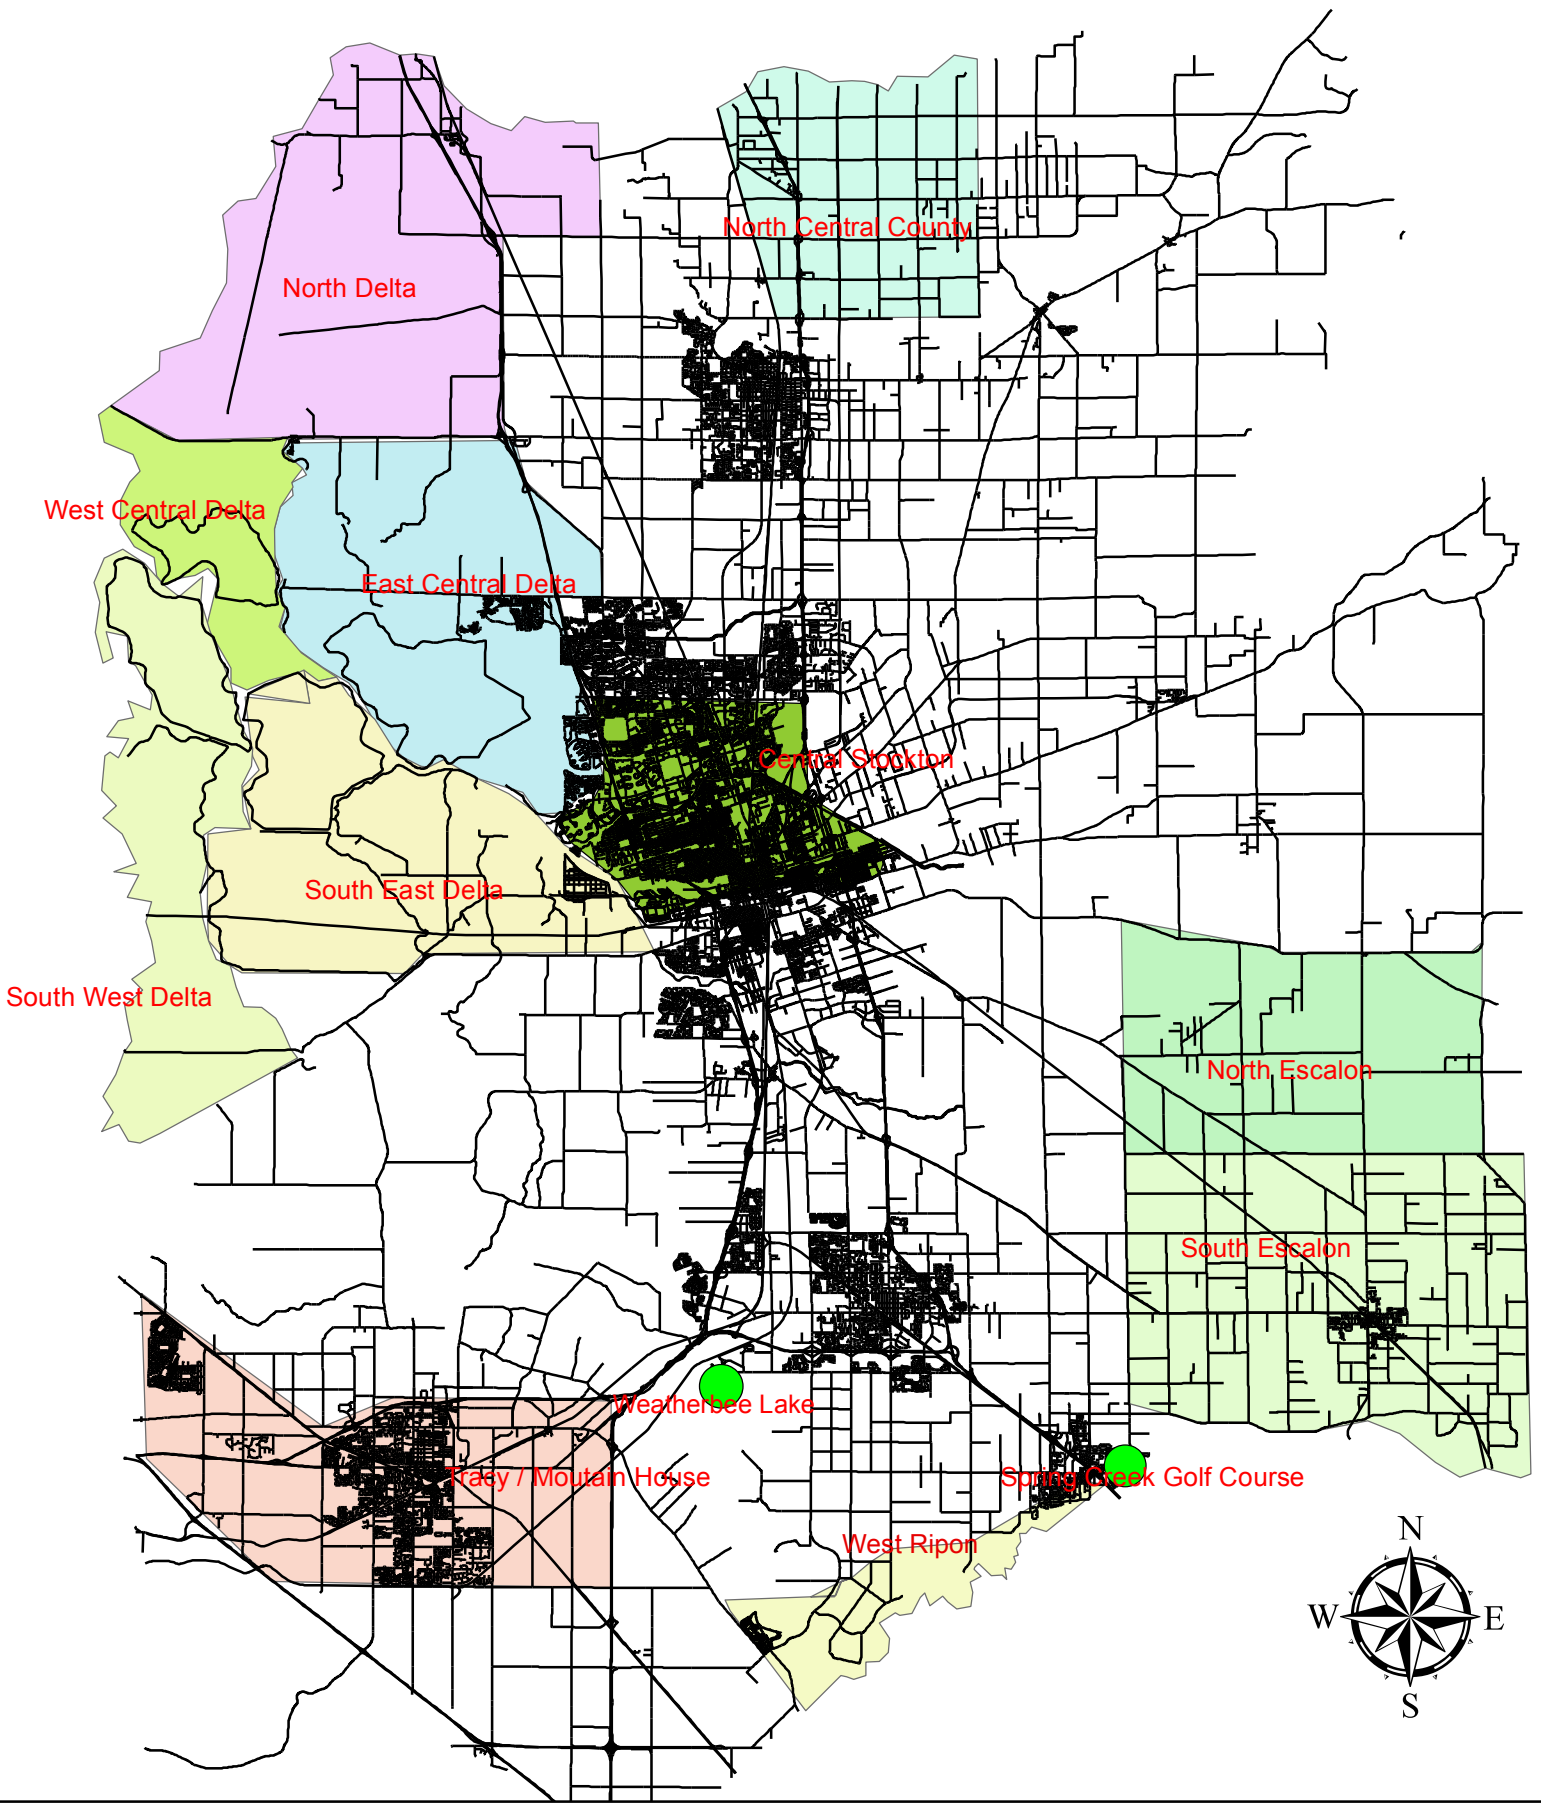 North Central County
North Delta
West Central Delta
East Central Delta
Central Stockton
South East Delta
South West Delta
North Escalon
South Escalon
Weatherbee Lake
Tracy / Moutain House
Spring Creek Golf Course
West Ripon
N
W
E
S